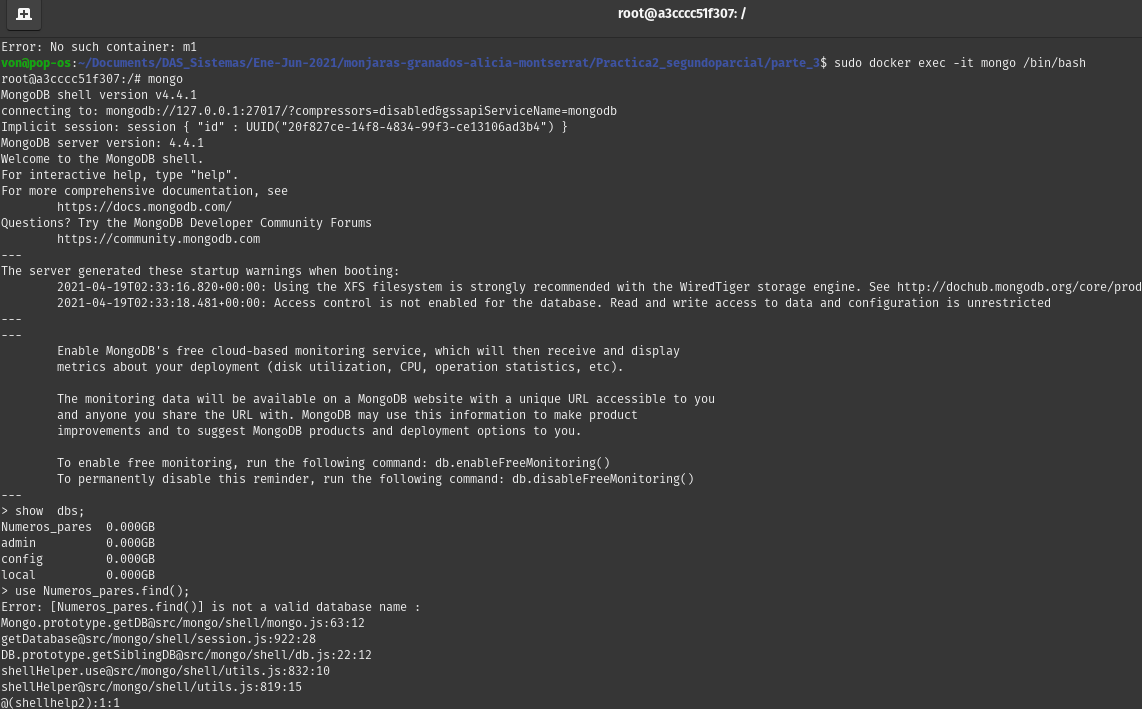 root@a3cccc51f307: /
Error: No such container: m1
von@pop-os:~/Documents/DAS_Sistemas/Ene-Jun-2021/monjaras-granados-alicia-montserrat/Practica2_segundoparcial/parte_3$ sudo docker exec -it mongo /bin/bash
root@a3cccc51f307:/# mongo
MongoDB shell version v4.4.1
connecting to: mongodb://127.0.0.1:27017/?compressors=disabled&gssapiServiceName=mongodb
Implicit session: session { "id" : UUID("20f827ce-14f8-4834-99f3-ce13106ad3b4") }
MongoDB server version: 4.4.1
Welcome to the MongoDB shell.
For interactive help, type "help".
For more comprehensive documentation, see
        https://docs.mongodb.com/
Questions? Try the MongoDB Developer Community Forums
        https://community.mongodb.com
---
The server generated these startup warnings when booting:
        2021-04-19T02:33:16.820+00:00: Using the XFS filesystem is strongly recommended with the WiredTiger storage engine. See http://dochub.mongodb.org/core/prod
        2021-04-19T02:33:18.481+00:00: Access control is not enabled for the database. Read and write access to data and configuration is unrestricted
---
---
        Enable MongoDB's free cloud-based monitoring service, which will then receive and display
        metrics about your deployment (disk utilization, CPU, operation statistics, etc).

        The monitoring data will be available on a MongoDB website with a unique URL accessible to you
        and anyone you share the URL with. MongoDB may use this information to make product
        improvements and to suggest MongoDB products and deployment options to you.

        To enable free monitoring, run the following command: db.enableFreeMonitoring()
        To permanently disable this reminder, run the following command: db.disableFreeMonitoring()
---
> show  dbs;
Numeros_pares  0.000GB
admin          0.000GB
config         0.000GB
local          0.000GB
> use Numeros_pares.find();
Error: [Numeros_pares.find()] is not a valid database name :
Mongo.prototype.getDB@src/mongo/shell/mongo.js:63:12
getDatabase@src/mongo/shell/session.js:922:28
DB.prototype.getSiblingDB@src/mongo/shell/db.js:22:12
shellHelper.use@src/mongo/shell/utils.js:832:10
shellHelper@src/mongo/shell/utils.js:819:15
@(shellhelp2):1:1